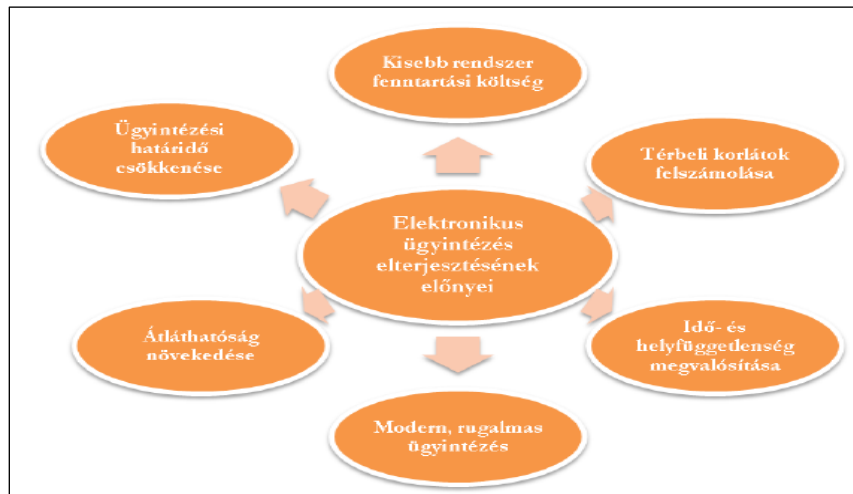 Kisebb rendszer
fenntartási költség
Ügyintézési
határidő
csökkenése
Térbeli korlátok
felszámolása
Elektronikus
ügyintézés
elterjesztésének
előnyei
Átláthatóság
növekedése
Idő- és
helyfüggetlenség
megvalósítása
Modern, rugalmas
ügyintézés